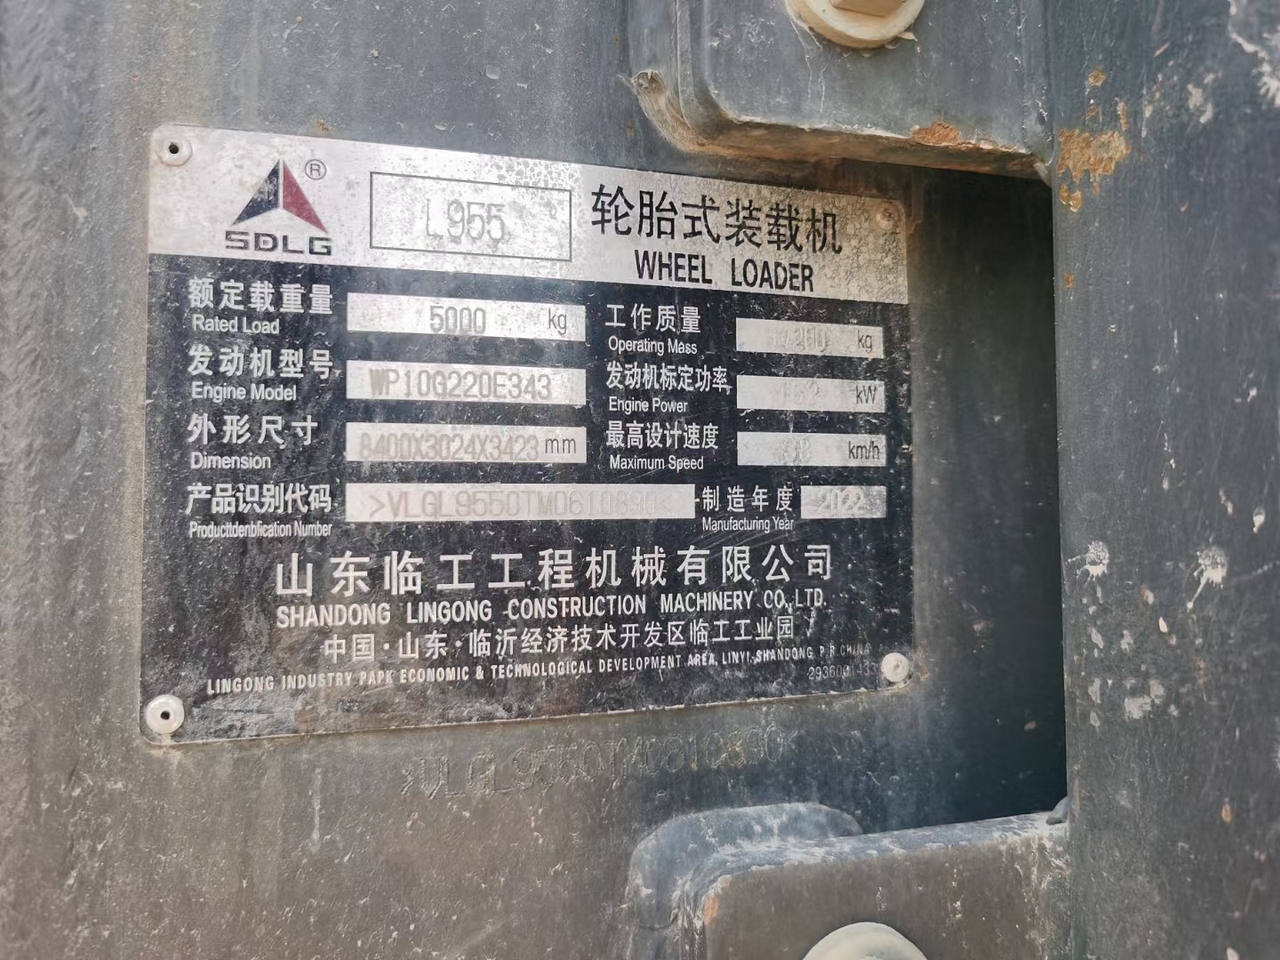 SDLG ®
L955
轮胎式装载机
WHEEL LOADER
额定载重量 5000 kg
Rated Load
工作质量 kg
Operating Mass
发动机型号 WP10G220E343
Engine Model
发动机标定功率 kW
Engine Power
外形尺寸 8400X3024X3423 mm
Dimension
最高设计速度 km/h
Maximum Speed
产品识别代码 >VLGL9550TM0610890
ProductIdenbfication Number
制造年度 2022
Manufacturing Year
山东临工工程机械有限公司
SHANDONG LINGONG CONSTRUCTION MACHINERY CO.,LTD.
中国·山东·临沂经济技术开发区临工工业园
LINGONG INDUSTRY PAPK ECONOMIC & TECHNOLOGICAL DEVELOPMENT AREA, LINYI, SHANDONG P.R.CHINA
>VLGL9550TM0610890<